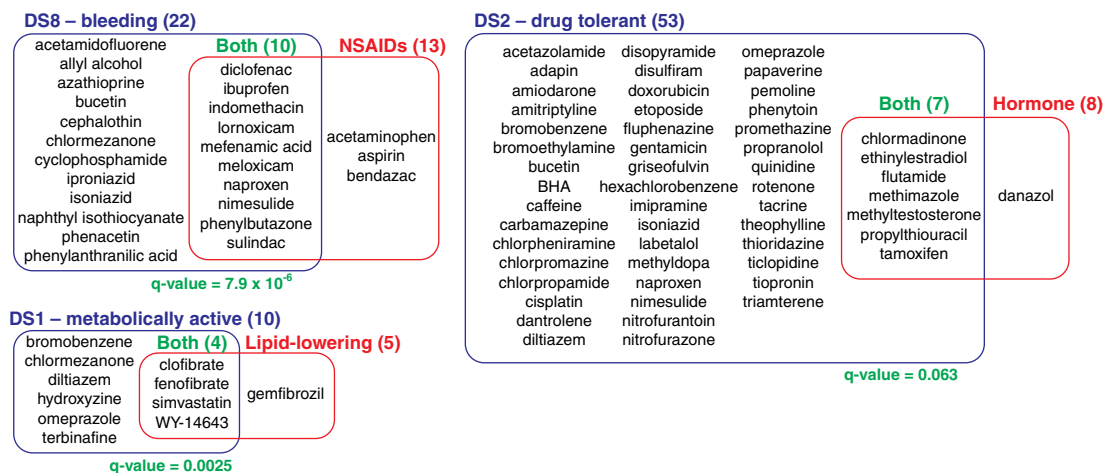 DS8 – bleeding (22)
Both (10)
NSAIDs (13)
acetamidofluorene
allyl alcohol
azathioprine
bucetin
cephalothin
chlormezanone
cyclophosphamide
iproniazid
isoniazid
naphthyl isothiocyanate
phenacetin
phenylanthranilic acid
diclofenac
ibuprofen
indomethacin
lornoxicam
mefenamic acid
meloxicam
naproxen
nimesulide
phenylbutazone
sulindac
acetaminophen
aspirin
bendazac
q-value = 7.9 x 10-6
DS1 – metabolically active (10)
Both (4)
Lipid-lowering (5)
bromobenzene
chlormezanone
diltiazem
hydroxyzine
omeprazole
terbinafine
clofibrate
fenofibrate
simvastatin
WY-14643
gemfibrozil
q-value = 0.0025
DS2 – drug tolerant (53)
acetazolamide
adapin
amiodarone
amitriptyline
bromobenzene
bromoethylamine
bucetin
BHA
caffeine
carbamazepine
chlorpheniramine
chlorpromazine
chlorpropamide
cisplatin
dantrolene
diltiazem
disopyramide
disulfiram
doxorubicin
etoposide
fluphenazine
gentamicin
griseofulvin
hexachlorobenzene
imipramine
isoniazid
labetalol
methyldopa
naproxen
nimesulide
nitrofurantoin
nitrofurazone
omeprazole
papaverine
pemoline
phenytoin
promethazine
propranolol
quinidine
rotenone
tacrine
theophylline
thioridazine
ticlopidine
tiopronin
triamterene
Both (7)
Hormone (8)
chlormadinone
ethinylestradiol
flutamide
methimazole
methyltestosterone
propylthiouracil
tamoxifen
danazol
q-value = 0.063